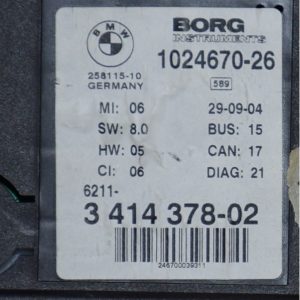 BMW BORG
INSTRUMENTS
1024670-26
258115-10
GERMANY 589
MI: 06 29-09-04
SW: 8.0 BUS: 15
HW: 05 CAN: 17
CI: 06 DIAG: 21
6211-
3 414 378-02
246700039311